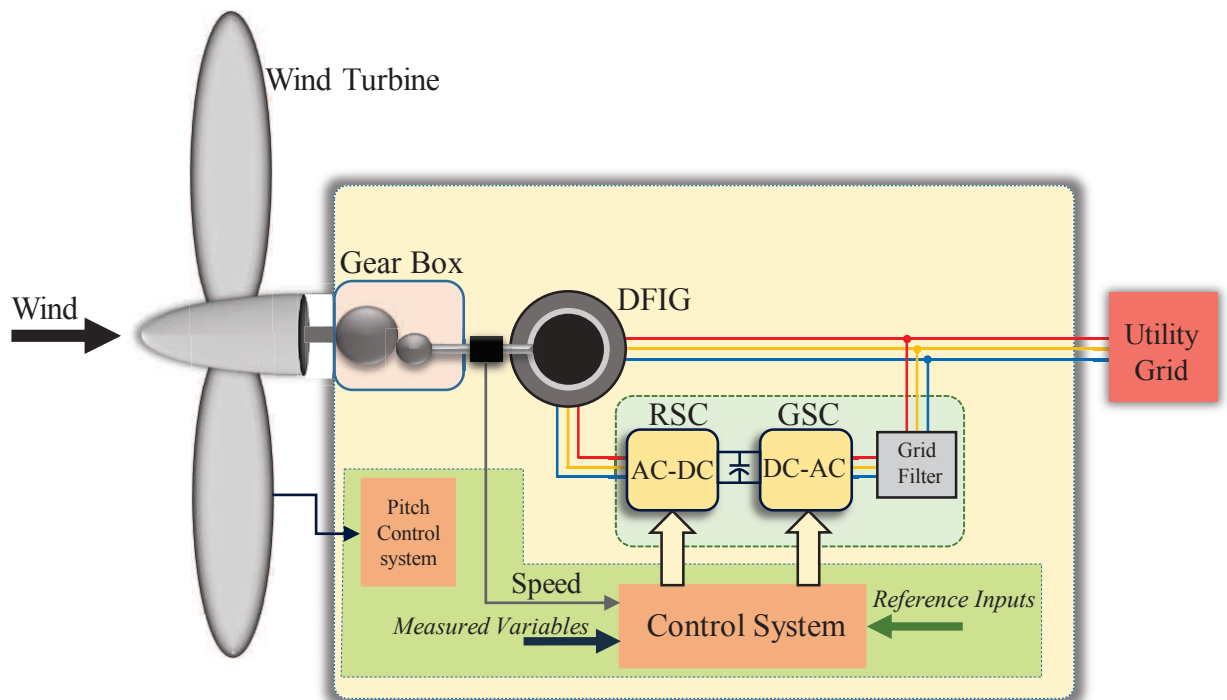 Wind Turbine
Gear Box
Wind
DFIG
Utility
Grid
RSC
GSC
AC-DC
DC-AC
Grid
Filter
Pitch
Control
system
Speed
Measured Variables
Control System
Reference Inputs